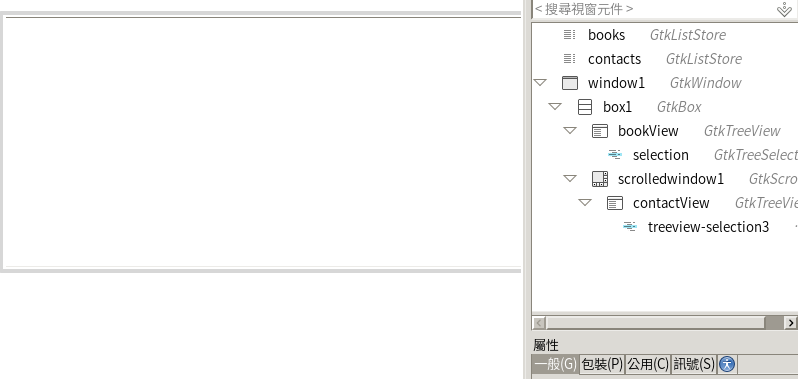 < 搜尋視窗元件 >
books GtkListStore
contacts GtkListStore
window1 GtkWindow
box1 GtkBox
bookView GtkTreeView
selection GtkTreeSelect
scrolledwindow1 GtkScro
contactView GtkTreeVie
treeview-selection3
屬性
一般(G) 包裝(P) 公用(C) 訊號(S)